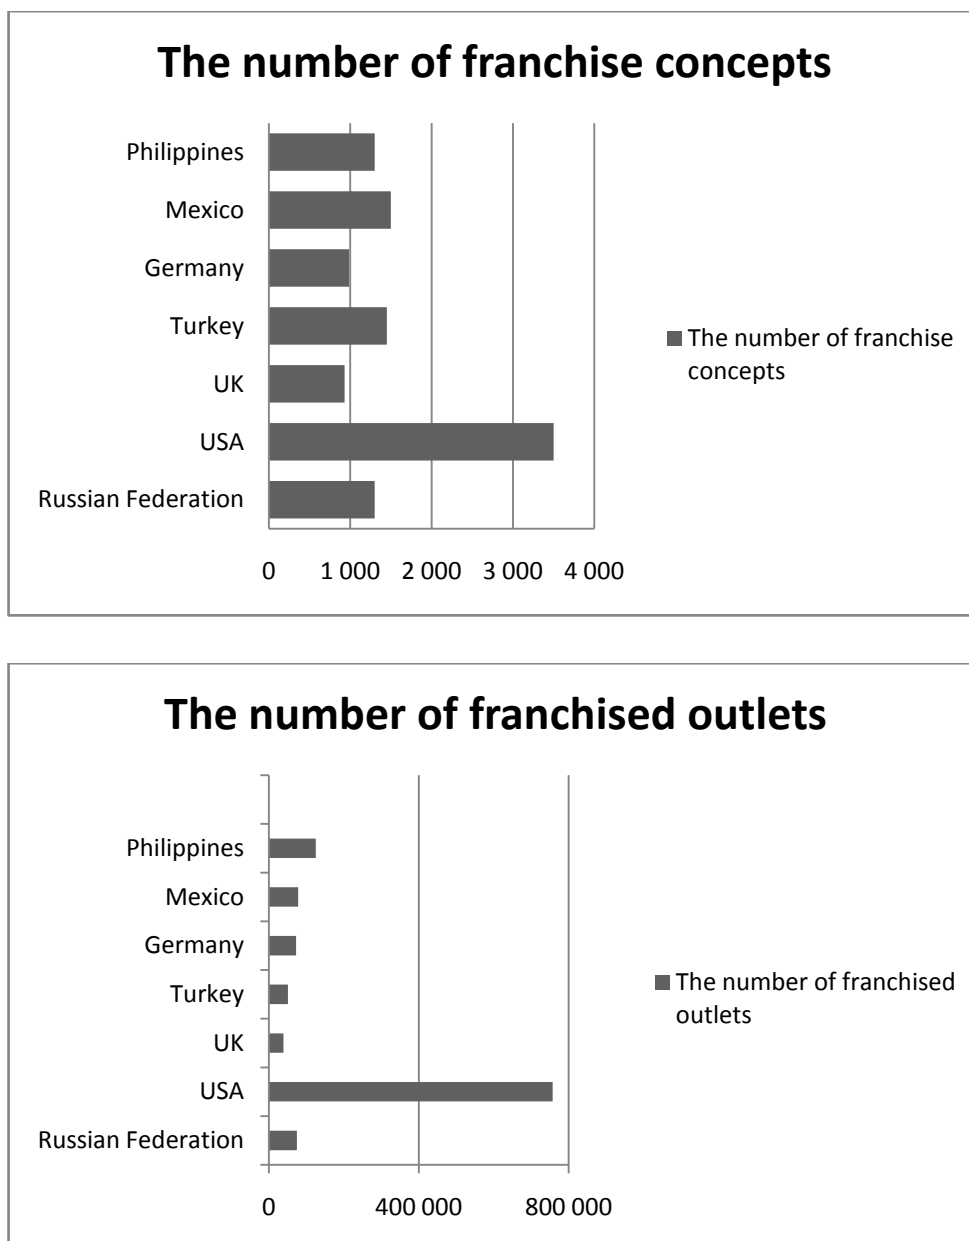 The number of franchise concepts
Philippines
Mexico
Germany
Turkey
UK
USA
Russian Federation
0 1 000 2 000 3 000 4 000
The number of franchise
concepts
The number of franchised outlets
Philippines
Mexico
Germany
Turkey
UK
USA
Russian Federation
0 400 000 800 000
The number of franchised
outlets